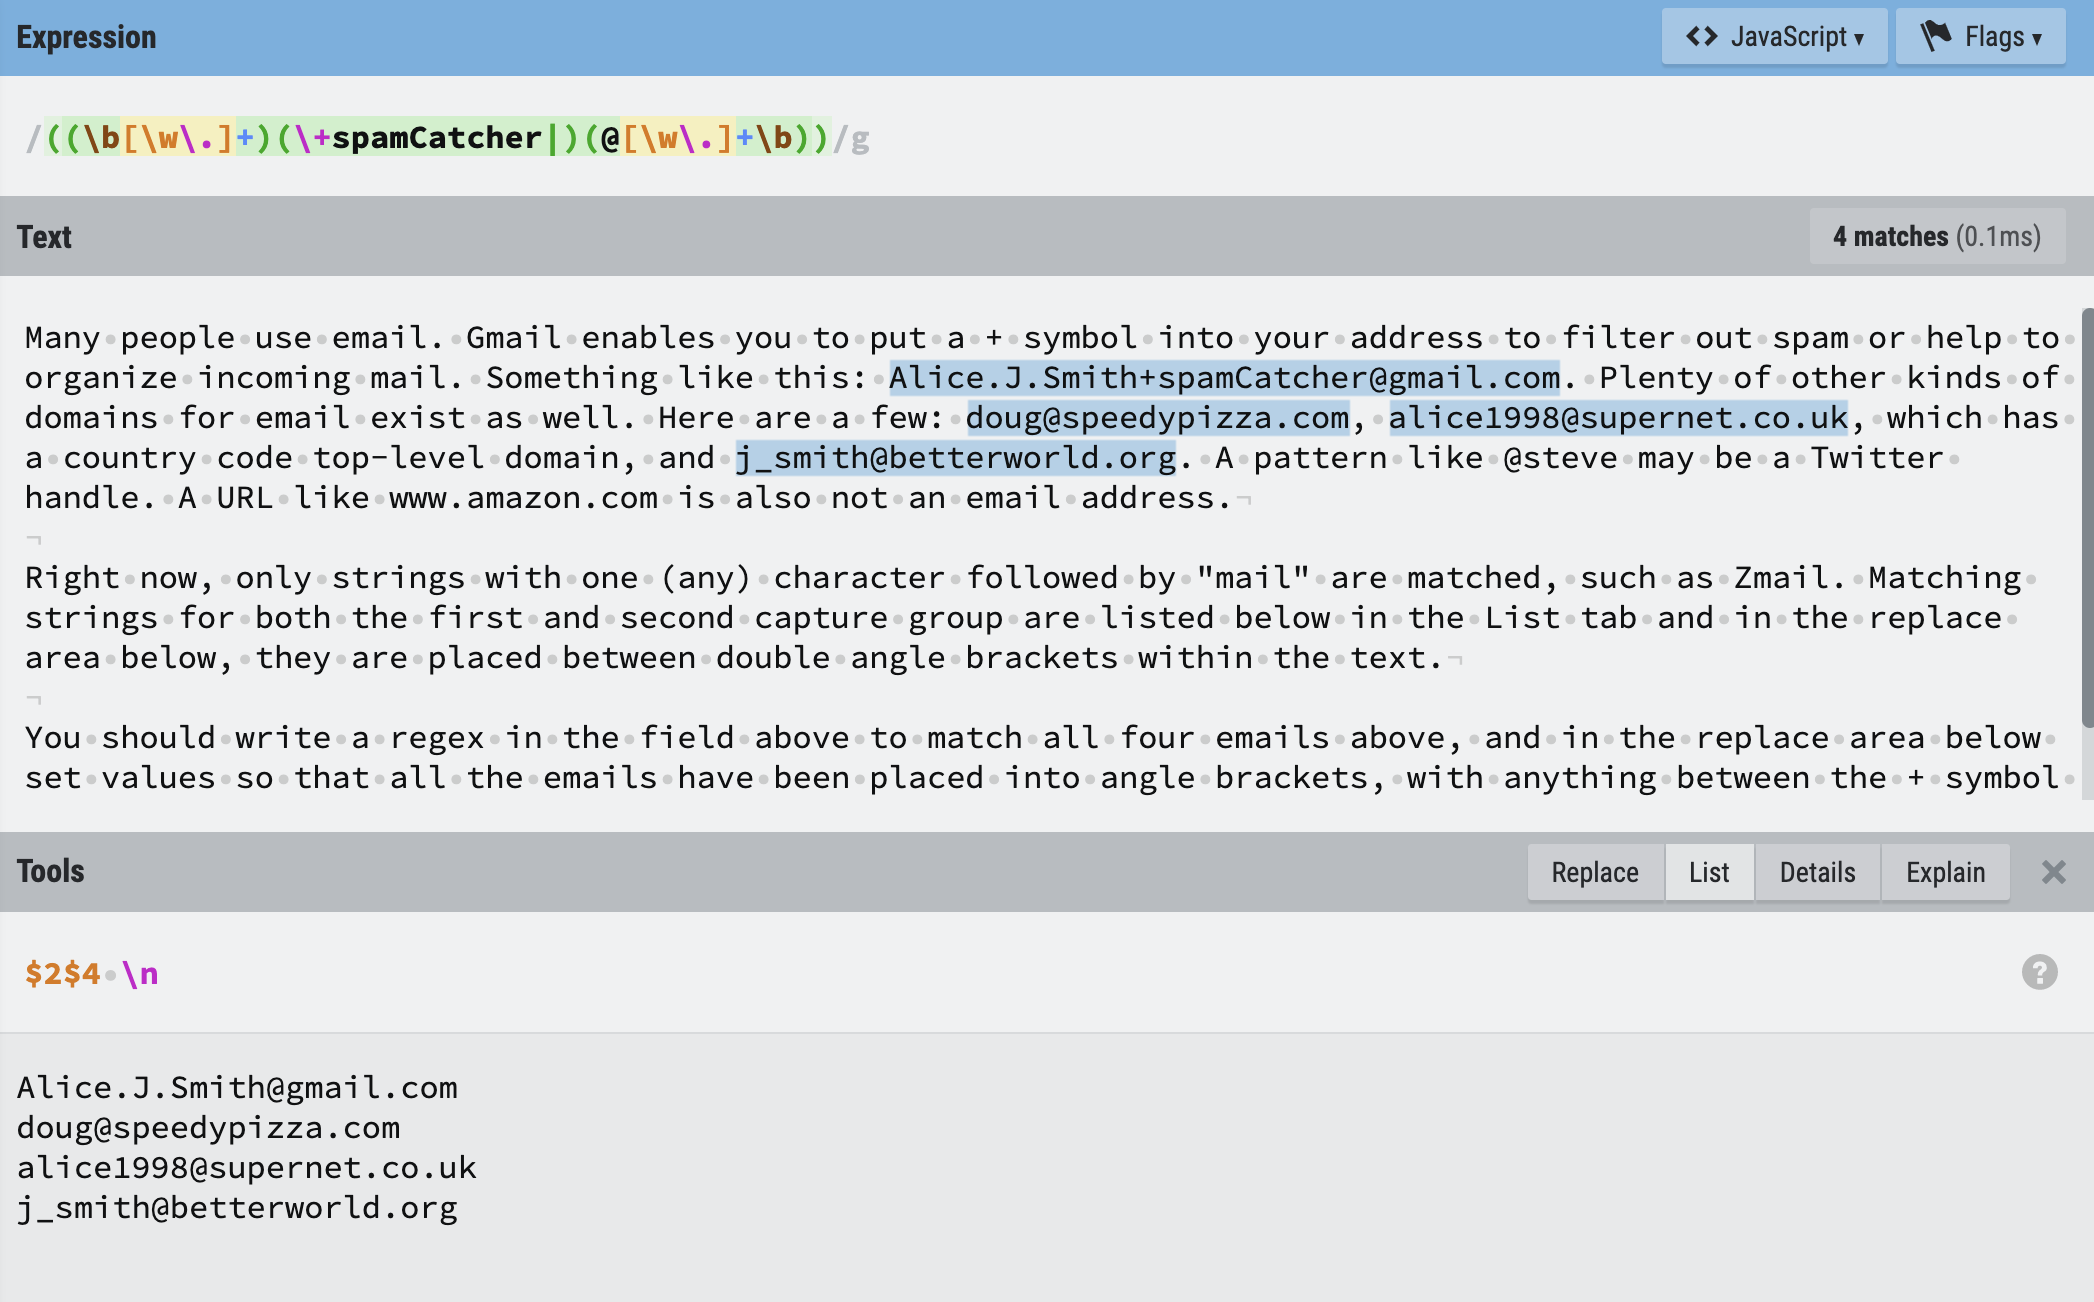 Expression
<> JavaScript ▾ Flags ▾
/((\b[\w\.]+)(\+spamCatcher|)(@[\w\.]+\b))/g
Text
4 matches (0.1ms)
Many people use email. Gmail enables you to put a + symbol into your address to filter out spam or help to
organize incoming mail. Something like this: Alice.J.Smith+spamCatcher@gmail.com. Plenty of other kinds of
domains for email exist as well. Here are a few: doug@speedypizza.com, alice1998@supernet.co.uk, which has
a country code top-level domain, and j_smith@betterworld.org. A pattern like @steve may be a Twitter
handle. A URL like www.amazon.com is also not an email address.¬
¬
Right now, only strings with one (any) character followed by "mail" are matched, such as Zmail. Matching
strings for both the first and second capture group are listed below in the List tab and in the replace
area below, they are placed between double angle brackets within the text.¬
¬
You should write a regex in the field above to match all four emails above, and in the replace area below
set values so that all the emails have been placed into angle brackets, with anything between the + symbol
Tools
Replace List Details Explain ✕
$2$4 \n
?
Alice.J.Smith@gmail.com
doug@speedypizza.com
alice1998@supernet.co.uk
j_smith@betterworld.org